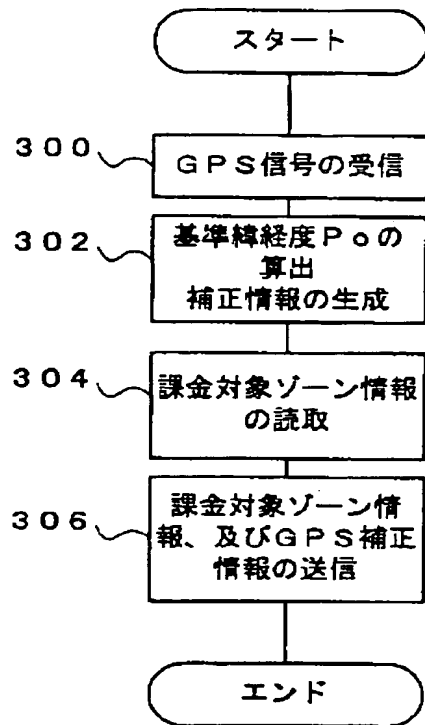 スタート
300
GPS信号の受信
302
基準緯経度Poの
算出
補正情報の生成
304
課金対象ゾーン情報
の読取
306
課金対象ゾーン情
報、及びGPS補正
情報の送信
エンド